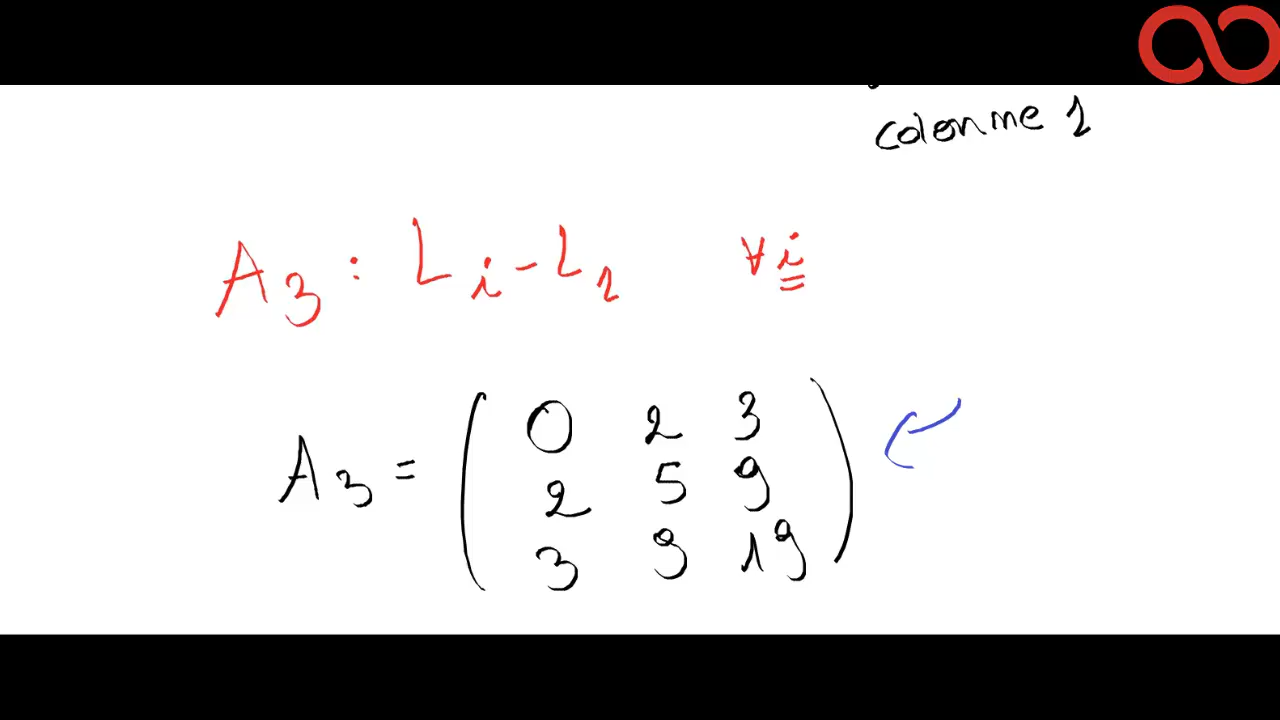 colonne 1
A3 : Li - L1 ∀i
A3 = ( 0 2 3
2 5 9
3 9 19 )